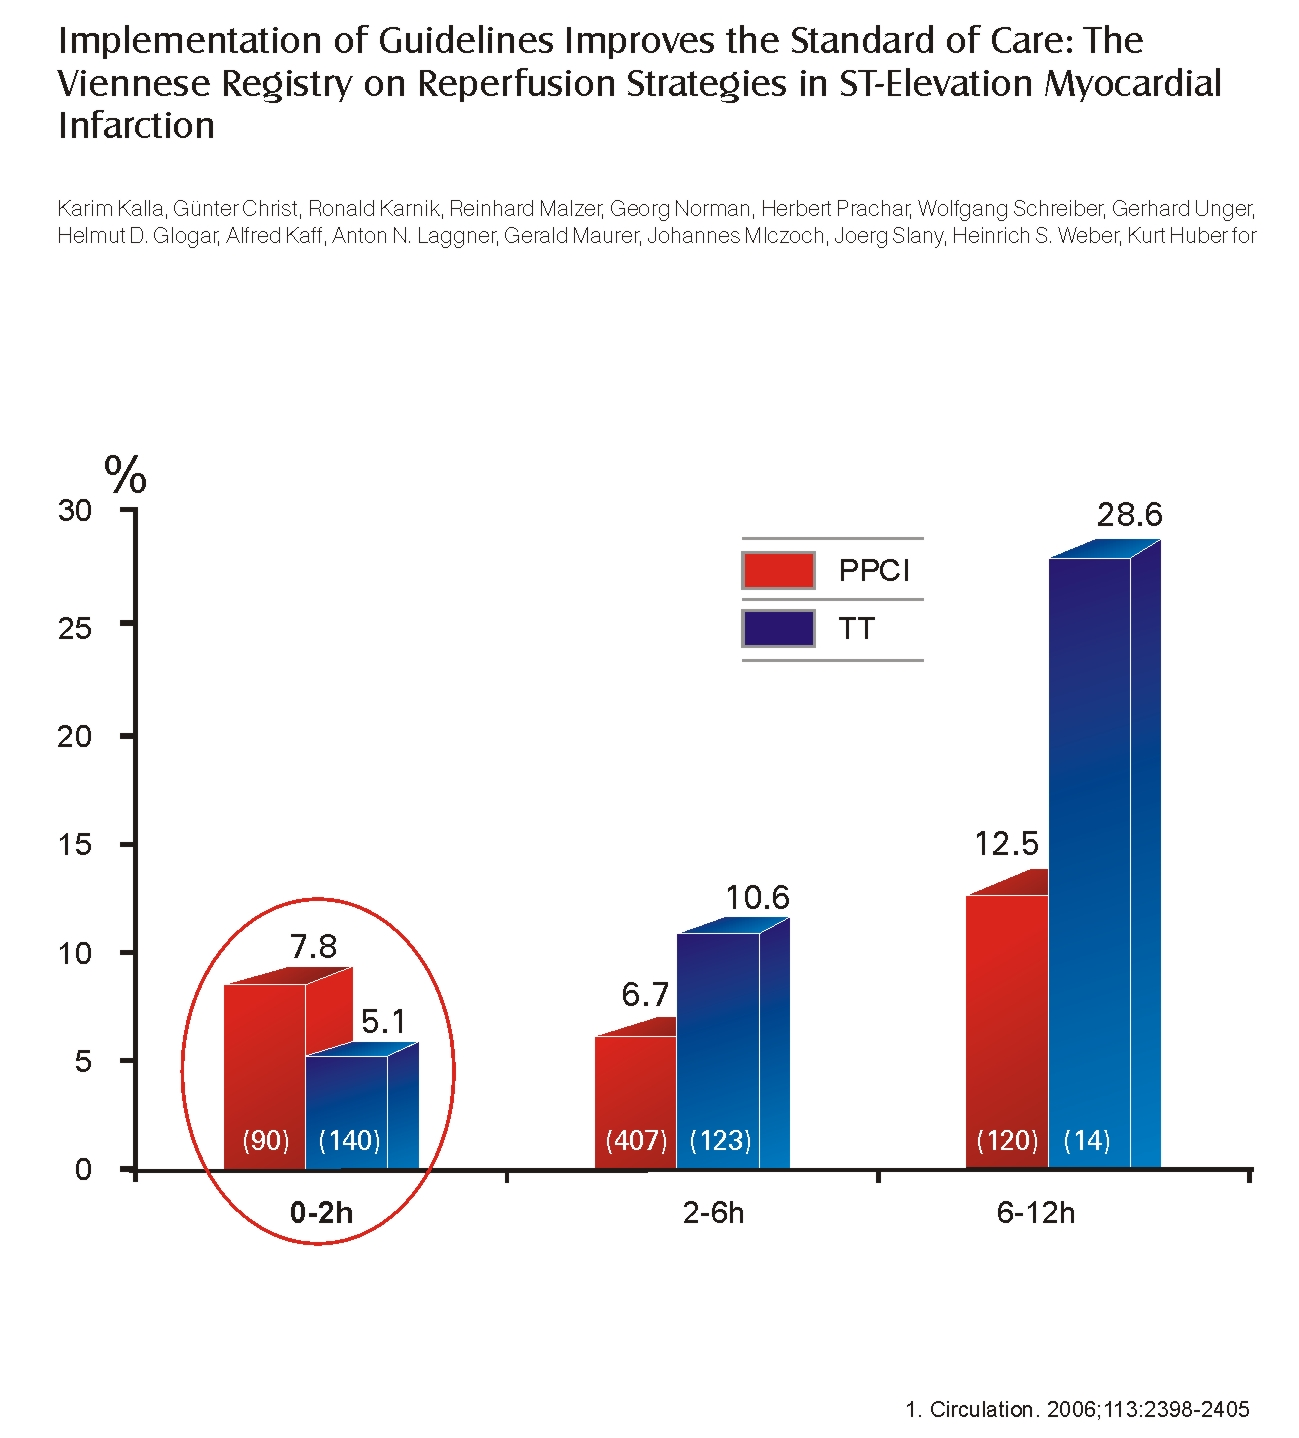 Implementation of Guidelines Improves the Standard of Care: The
Viennese Registry on Reperfusion Strategies in ST-Elevation Myocardial
Infarction
Karim Kalla, Günter Christ, Ronald Karnik, Reinhard Malzer, Georg Norman, Herbert Prachar, Wolfgang Schreiber, Gerhard Unger,
Helmut D. Glogar, Alfred Kaff, Anton N. Laggner, Gerald Maurer, Johannes Mlczoch, Joerg Slany, Heinrich S. Weber, Kurt Huber for
%
30
25
20
15
10
5
0
PPCI
TT
7.8
5.1
6.7
10.6
12.5
28.6
(90) (140)
(407) (123)
(120) (14)
0-2h
2-6h
6-12h
1. Circulation. 2006;113:2398-2405